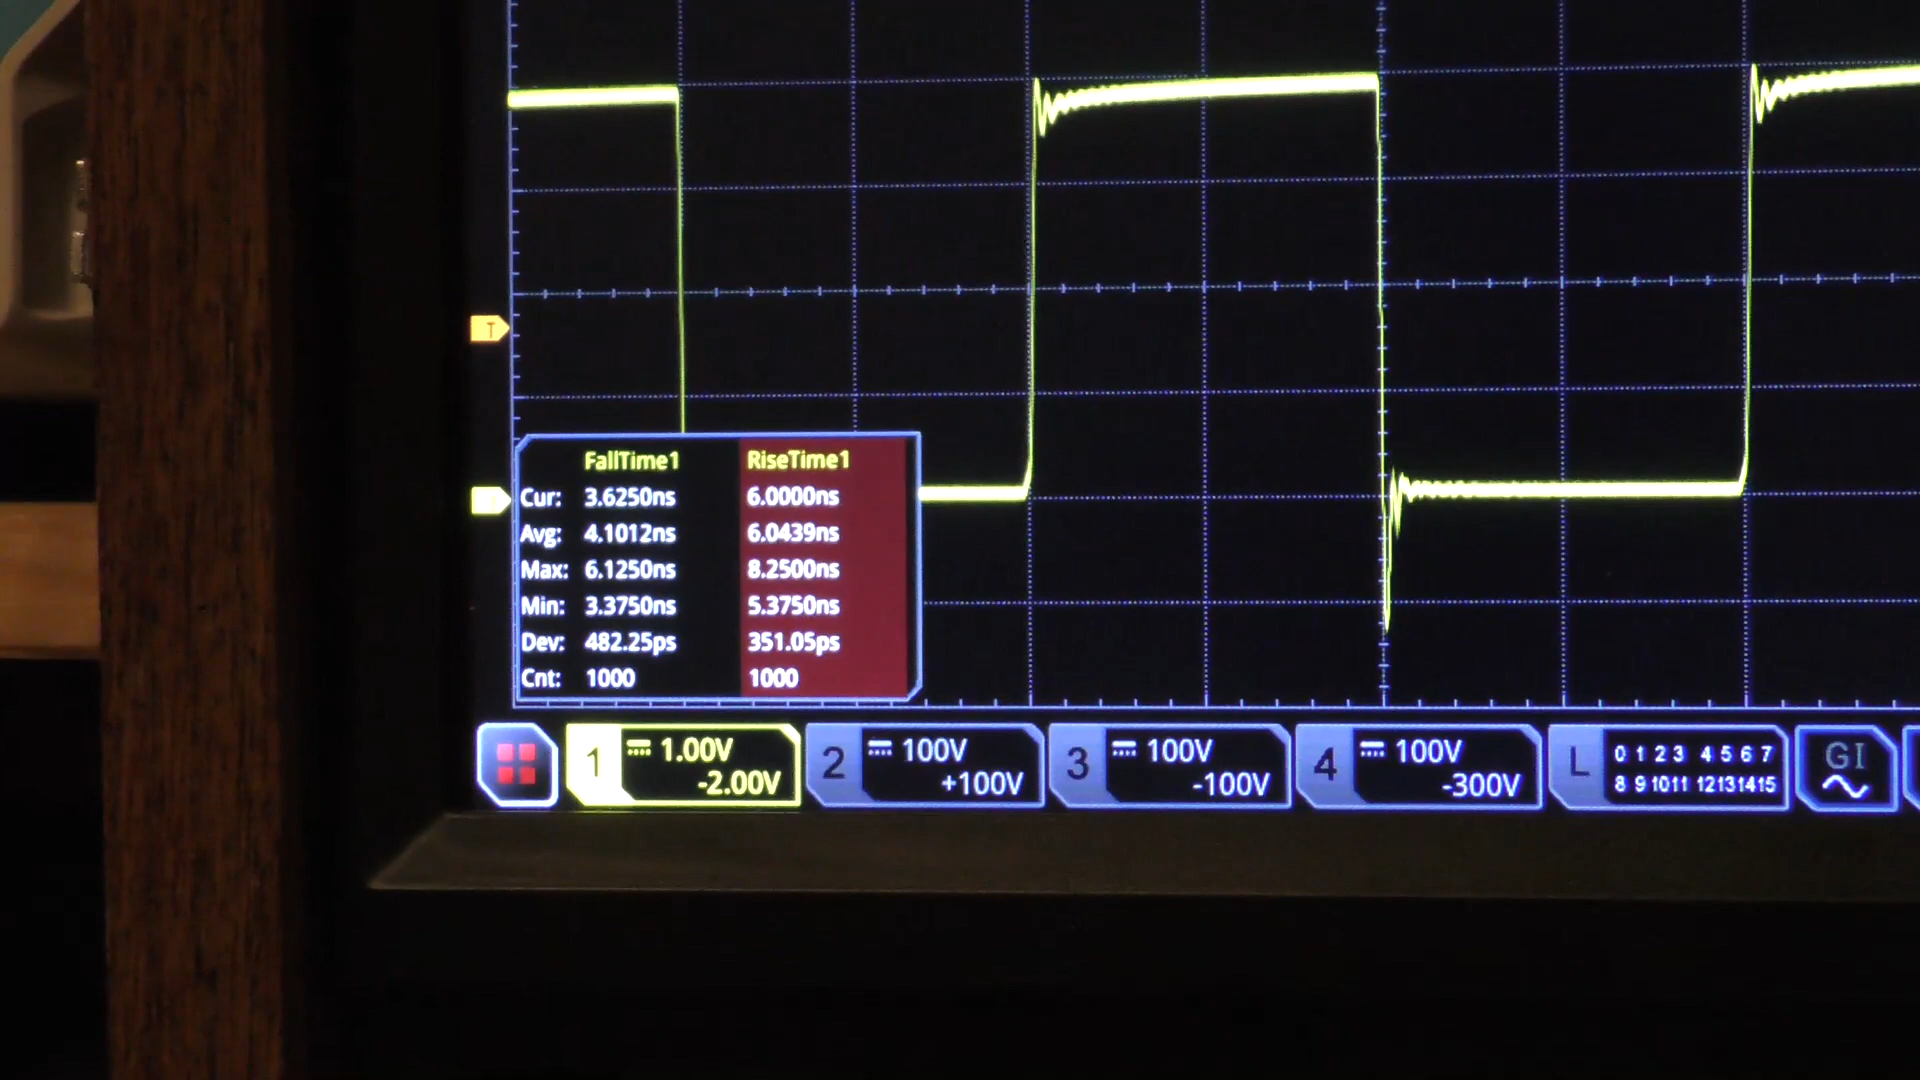 T
FallTime1 RiseTime1
Cur: 3.6250ns 6.0000ns
Avg: 4.1012ns 6.0439ns
Max: 6.1250ns 8.2500ns
Min: 3.3750ns 5.3750ns
Dev: 482.25ps 351.05ps
Cnt: 1000 1000
1 1.00V
-2.00V
2 100V
+100V
3 100V
-100V
4 100V
-300V
L 0 1 2 3 4 5 6 7
8 9 10 11 12 13 14 15
GI